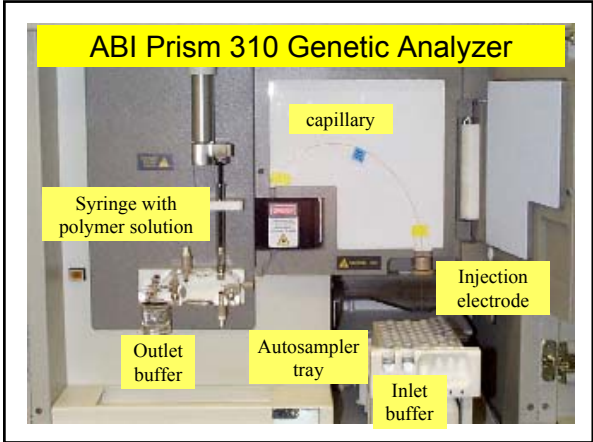 ABI Prism 310 Genetic Analyzer
capillary
Syringe with
polymer solution
Injection
electrode
Outlet
buffer
Autosampler
tray
Inlet
buffer